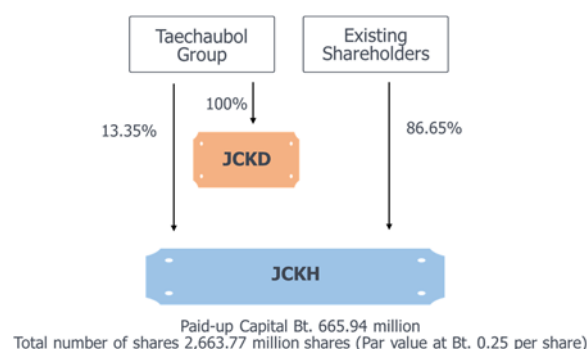 Taechaubol
Group
Existing
Shareholders
100%
13.35%
86.65%
JCKD
JCKH
Paid-up Capital Bt. 665.94 million
Total number of shares 2,663.77 million shares (Par value at Bt. 0.25 per share)